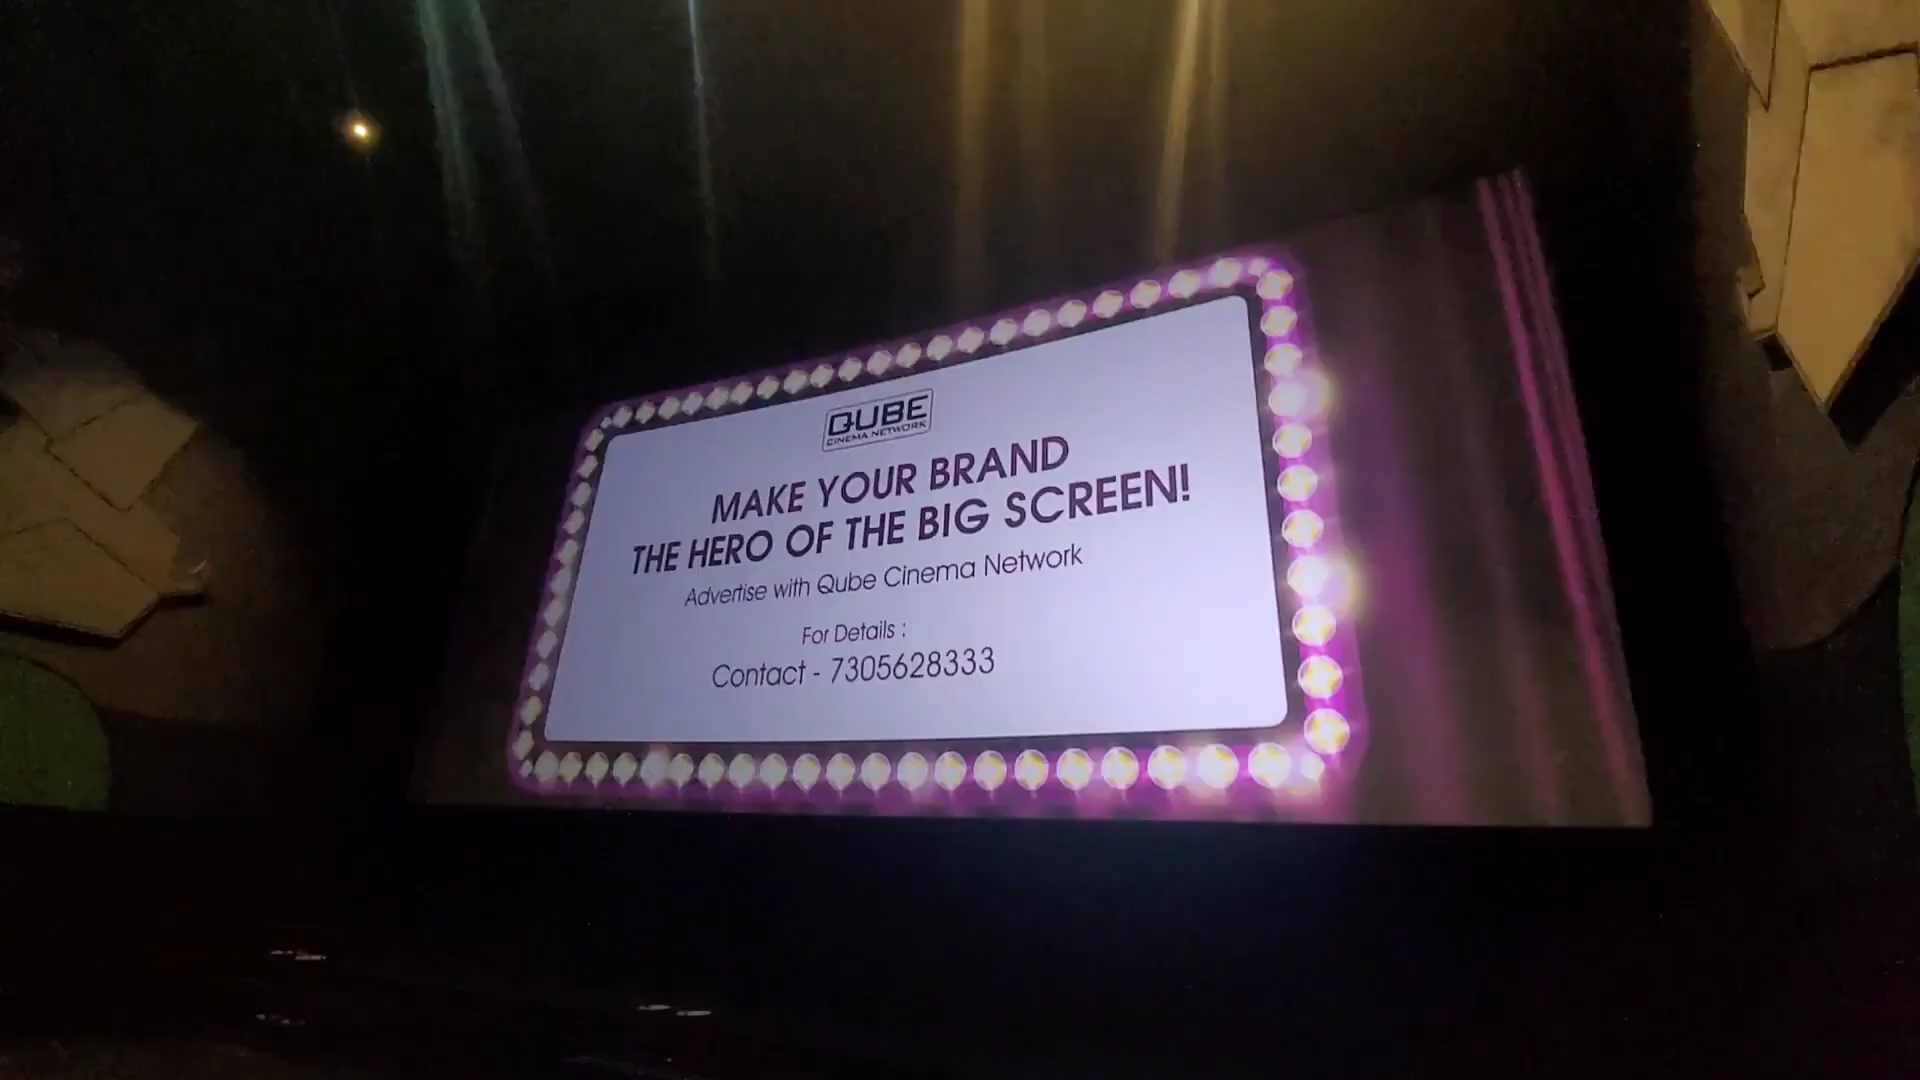 QUBE
CINEMA NETWORK
MAKE YOUR BRAND
THE HERO OF THE BIG SCREEN!
Advertise with Qube Cinema Network
For Details :
Contact - 7305628333